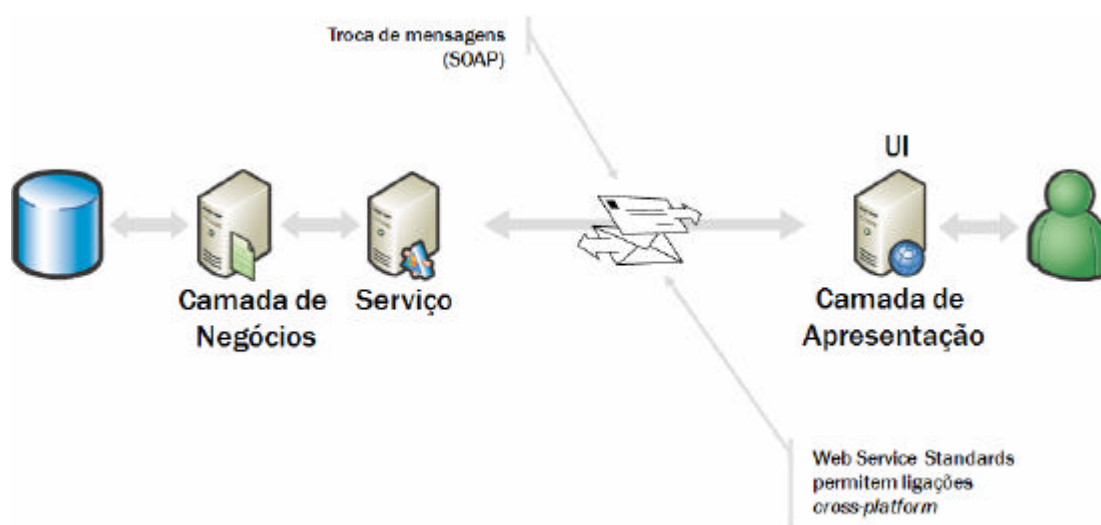 Troca de mensagens
(SOAP)
UI
Camada de
Negócios
Serviço
Camada de
Apresentação
Web Service Standards
permitem ligações
cross-platform